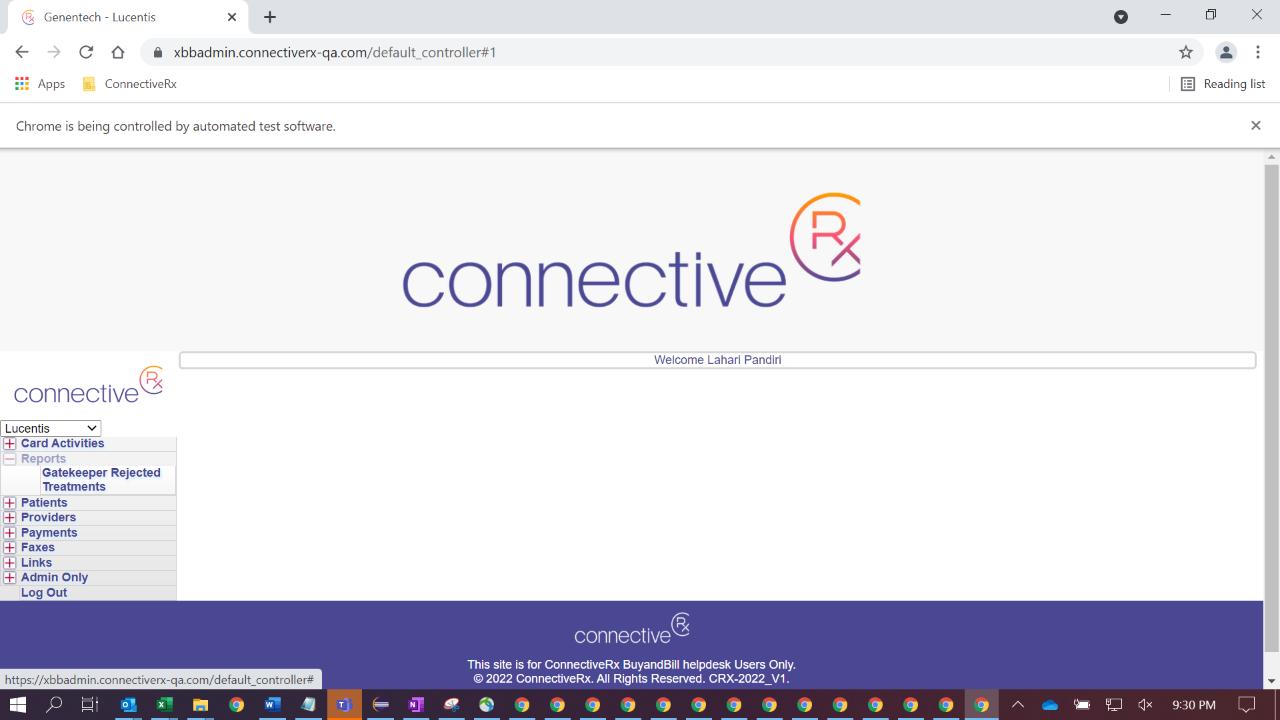 Genentech - Lucentis
xbbadmin.connectiverx-qa.com/default_controller#1
Apps
ConnectiveRx
Reading list
Chrome is being controlled by automated test software.
connective Rx
Welcome Lahari Pandiri
connective Rx
Lucentis
Card Activities
Reports
Gatekeeper Rejected
Treatments
Patients
Providers
Payments
Faxes
Links
Admin Only
Log Out
connective Rx
This site is for ConnectiveRx BuyandBill helpdesk Users Only.
© 2022 ConnectiveRx. All Rights Reserved. CRX-2022_V1.
https://xbbadmin.connectiverx-qa.com/default_controller#
9:30 PM